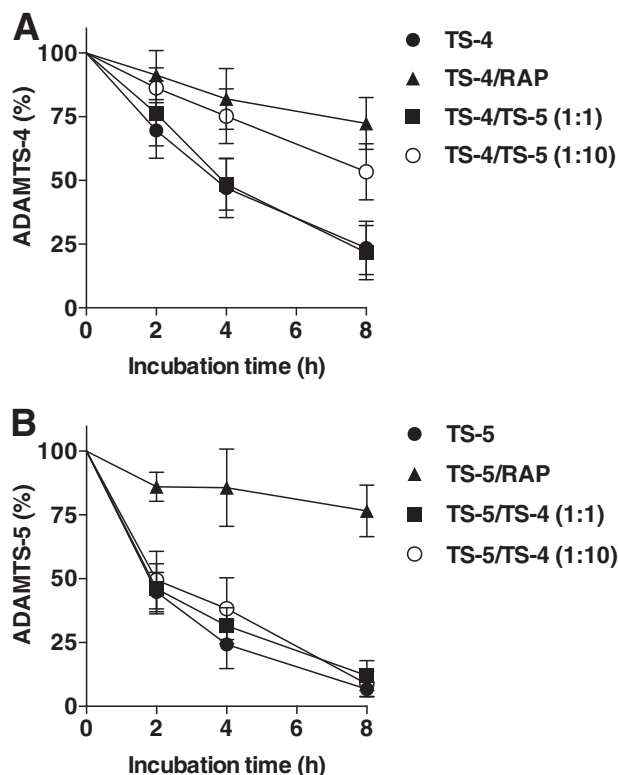 A
ADAMTS-4 (%)
100
75
50
25
0
0 2 4 6 8
Incubation time (h)
TS-4
TS-4/RAP
TS-4/TS-5 (1:1)
TS-4/TS-5 (1:10)
B
ADAMTS-5 (%)
100
75
50
25
0
0 2 4 6 8
Incubation time (h)
TS-5
TS-5/RAP
TS-5/TS-4 (1:1)
TS-5/TS-4 (1:10)